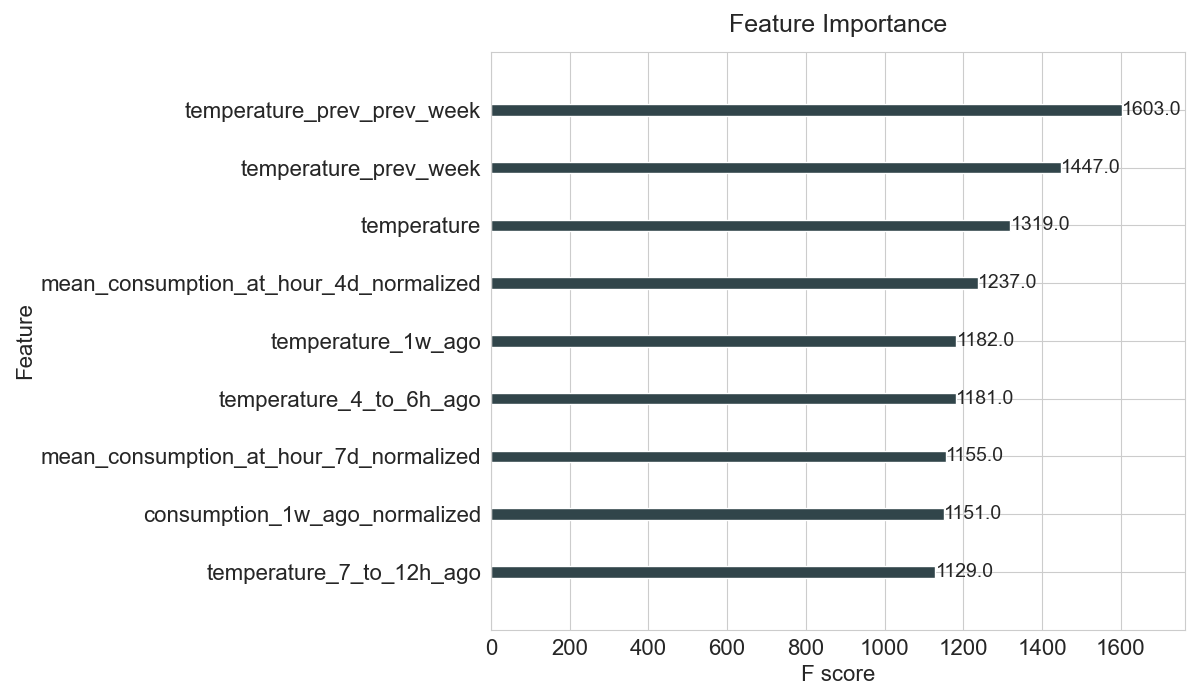 Feature Importance
temperature_prev_prev_week
1603.0
temperature_prev_week
1447.0
temperature
1319.0
mean_consumption_at_hour_4d_normalized
1237.0
temperature_1w_ago
1182.0
temperature_4_to_6h_ago
1181.0
mean_consumption_at_hour_7d_normalized
1155.0
consumption_1w_ago_normalized
1151.0
temperature_7_to_12h_ago
1129.0
Feature
0 200 400 600 800 1000 1200 1400 1600
F score